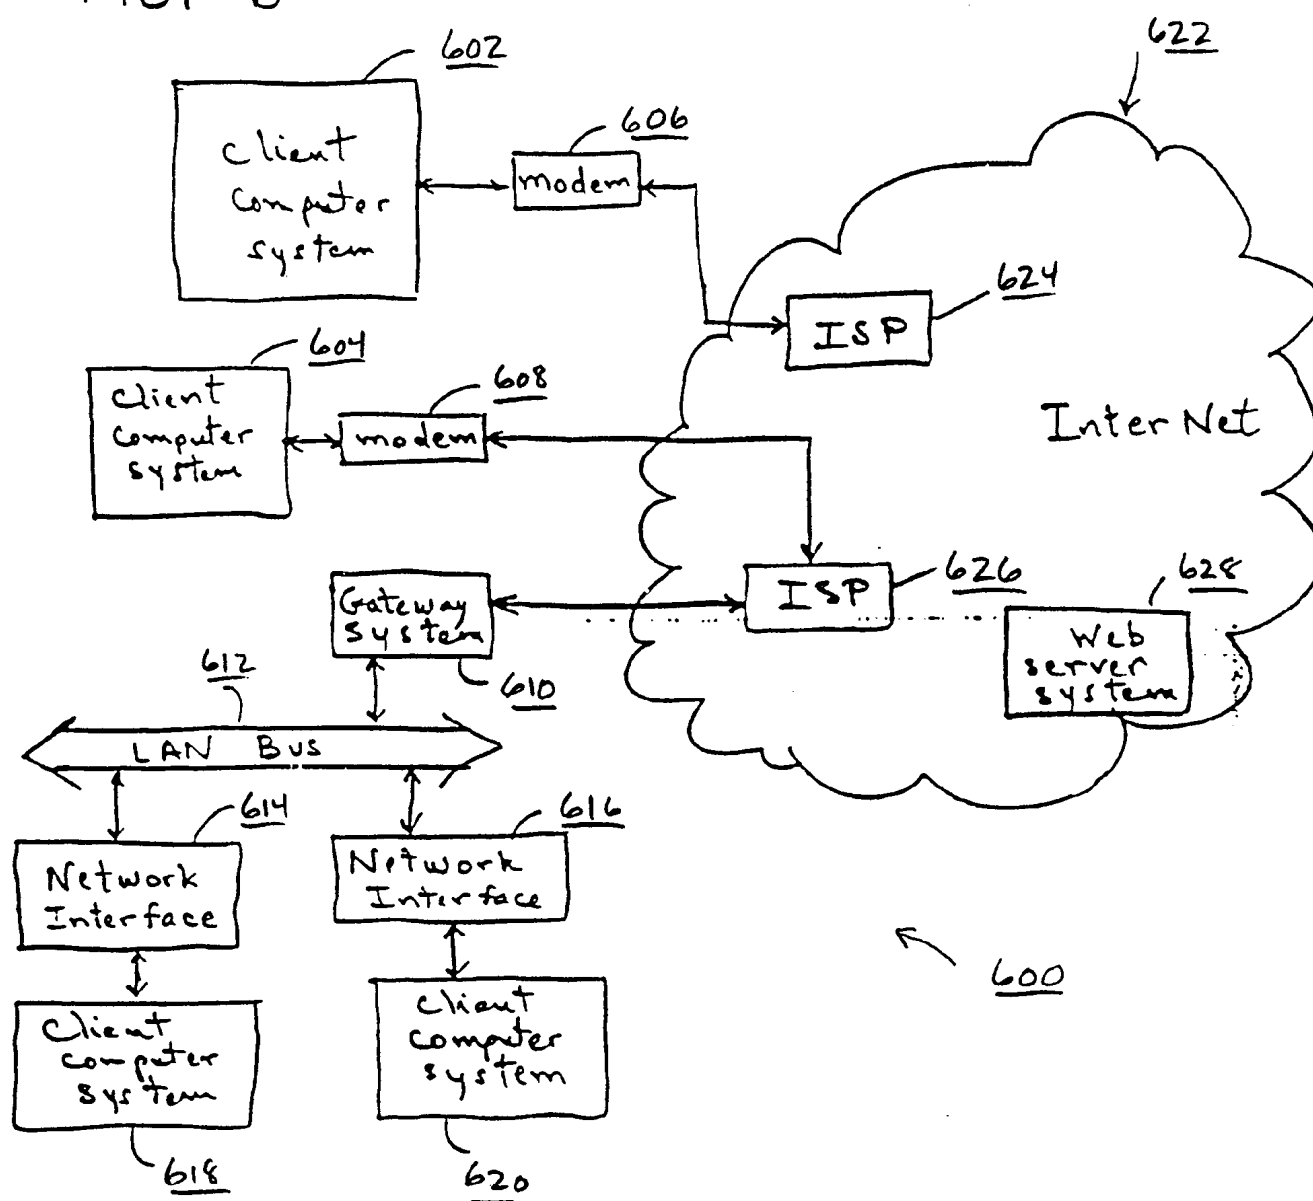 602
622
Client
Computer
system
606
modem
624
ISP
604
Client
Computer
system
608
modem
InterNet
Gateway
system
610
ISP
626
628
Web
server
system
612
LAN Bus
614
Network
Interface
616
Network
Interface
600
Client
Computer
system
618
Client
Computer
system
620